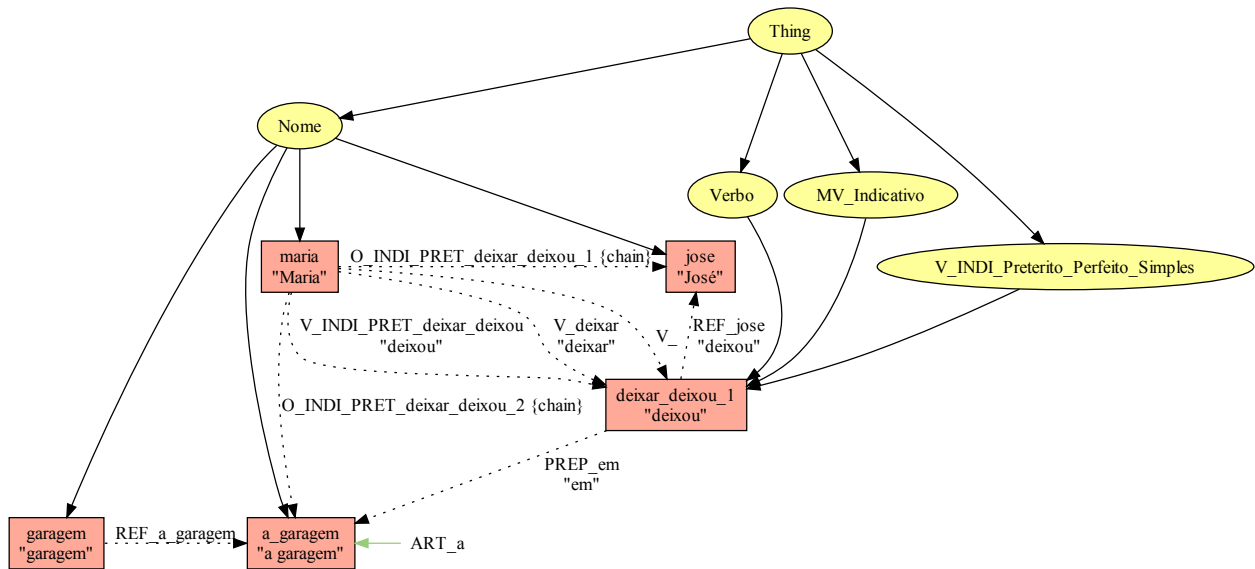 Thing
Nome
Verbo
MV_Indicativo
V_INDI_Preterito_Perfeito_Simples
maria
"Maria"
O_INDI_PRET_deixar_deixou_1 {chain}
jose
"José"
V_INDI_PRET_deixar_deixou
"deixou"
V_deixar
"deixar"
V_
REF_jose
"deixou"
deixar_deixou_1
"deixou"
O_INDI_PRET_deixar_deixou_2 {chain}
PREP_em
"em"
garagem
"garagem"
REF_a_garagem
a_garagem
"a garagem"
ART_a